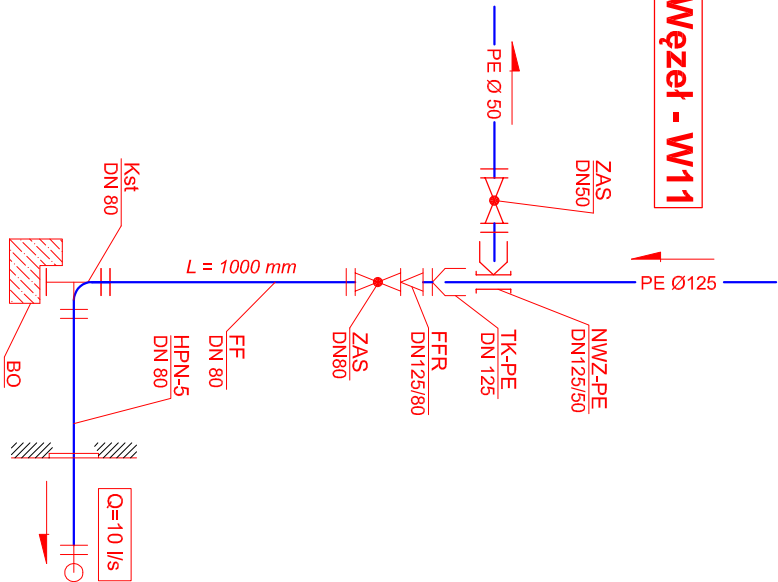 Węzeł - W11
PE Ø 50
ZAS
DN50
PE Ø125
NWZ-PE
DN125/50
TK-PE
DN 125
FFR
DN125/80
ZAS
DN80
L = 1000 mm
FF
DN 80
Kst
DN 80
HPN-5
DN 80
BO
Q=10 l/s